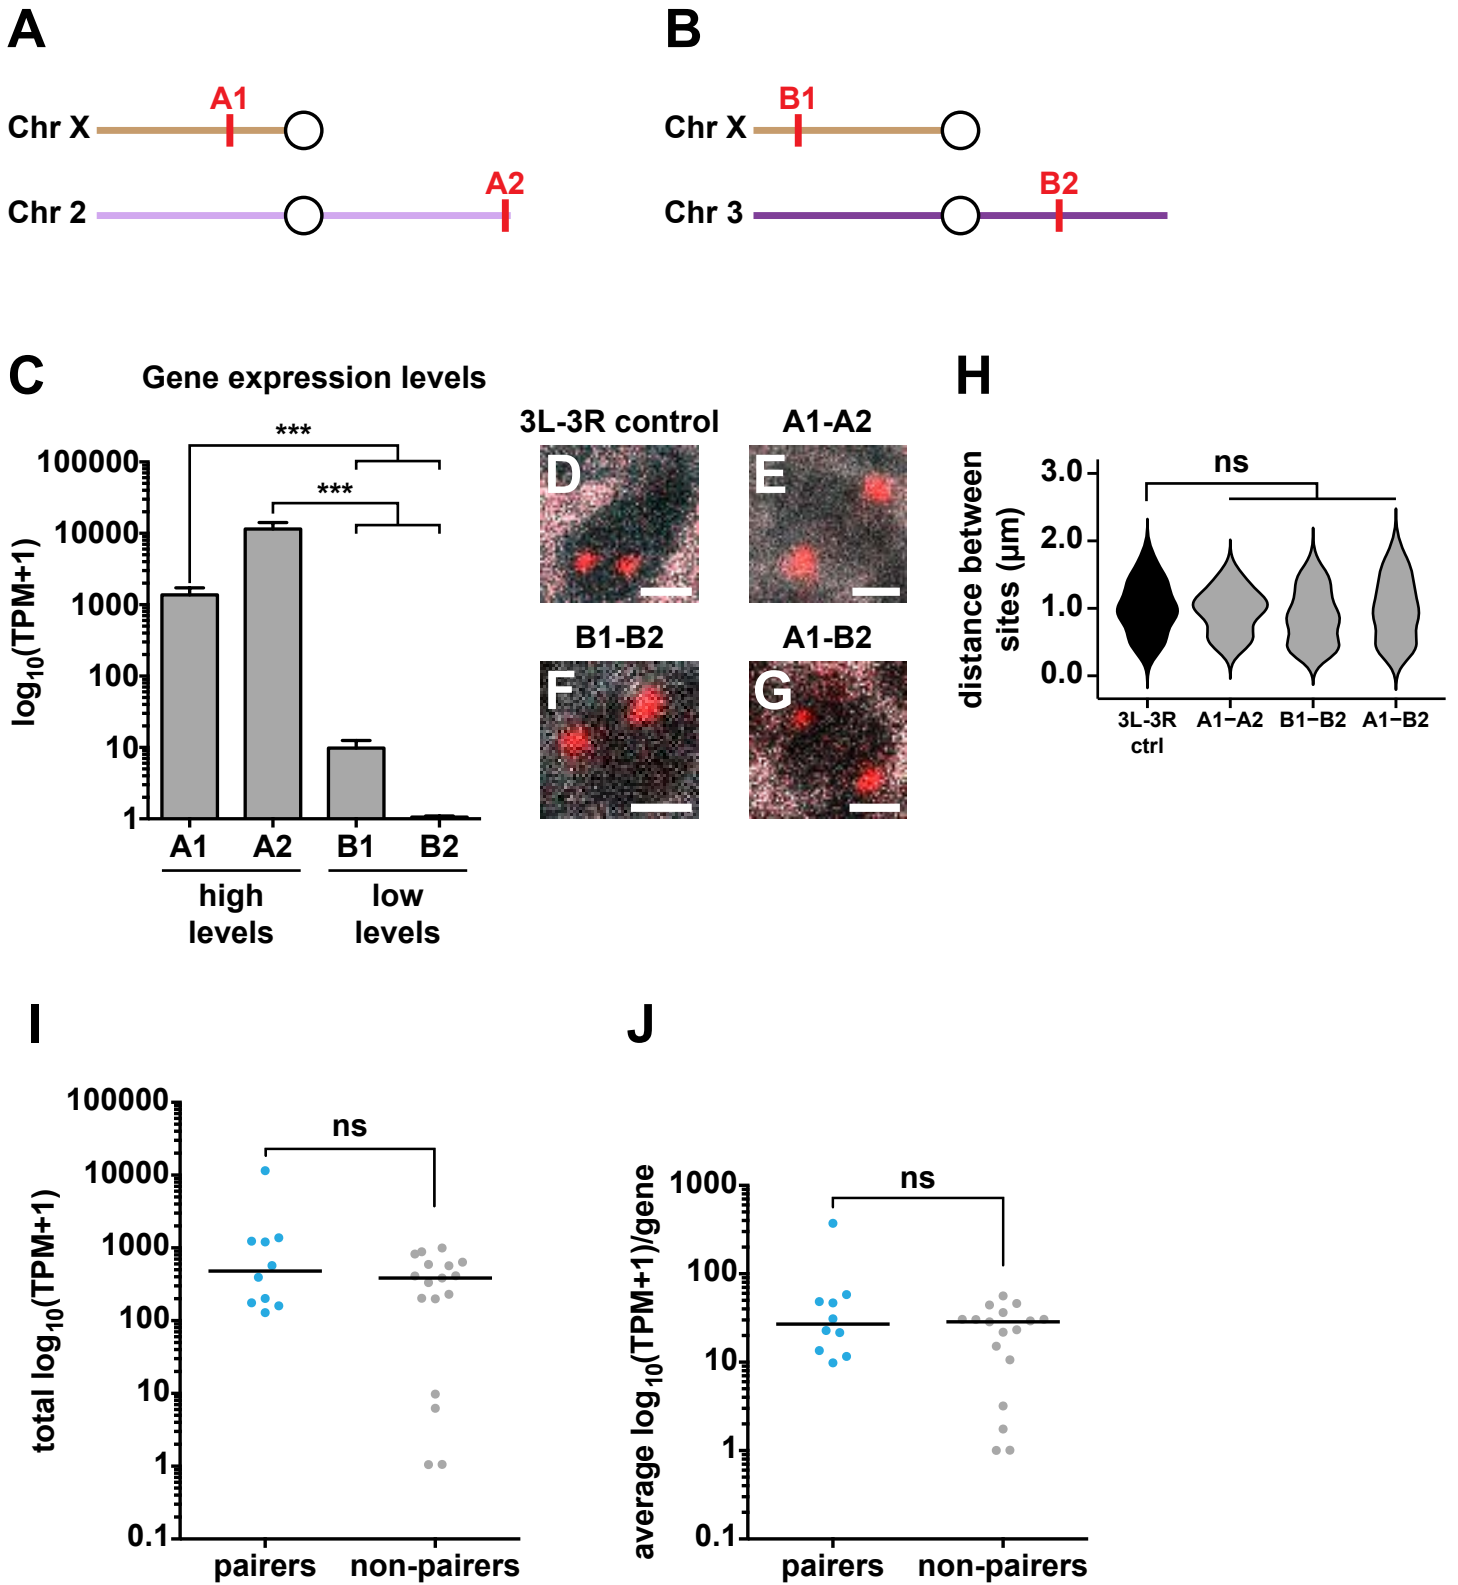 A
B
A1
Chr X
A2
Chr 2
B1
Chr X
B2
Chr 3
C
Gene expression levels
log10(TPM+1)
100000
10000
1000
100
10
1
***
***
A1
A2
B1
B2
high
levels
low
levels
3L-3R control
A1-A2
D
E
B1-B2
A1-B2
F
G
H
distance between
sites (µm)
3.0
2.0
1.0
0.0
ns
3L-3R
ctrl
A1–A2
B1–B2
A1–B2
I
total log10(TPM+1)
100000
10000
1000
100
10
1
0.1
ns
pairers
non-pairers
J
average log10(TPM+1)/gene
1000
100
10
1
0.1
ns
pairers
non-pairers